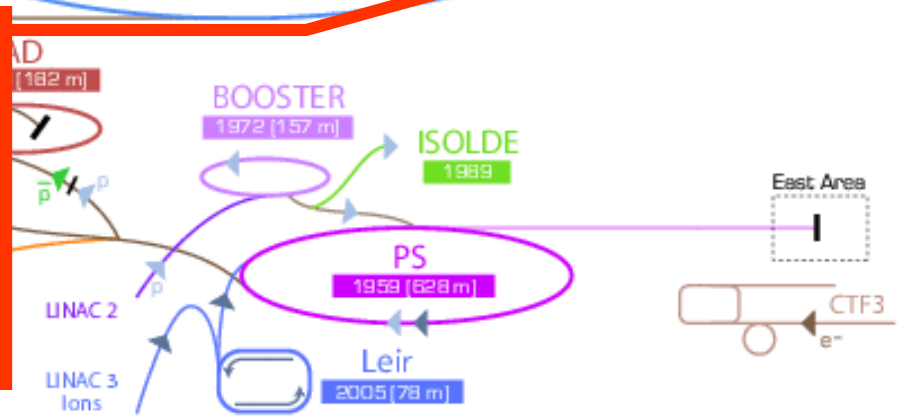 AD
[182 m]
BOOSTER
1972 [157 m]
ISOLDE
1989
p
p
East Area
PS
1959 [628 m]
p
LINAC 2
CTF3
e-
Leir
2005 [78 m]
LINAC 3
Ions